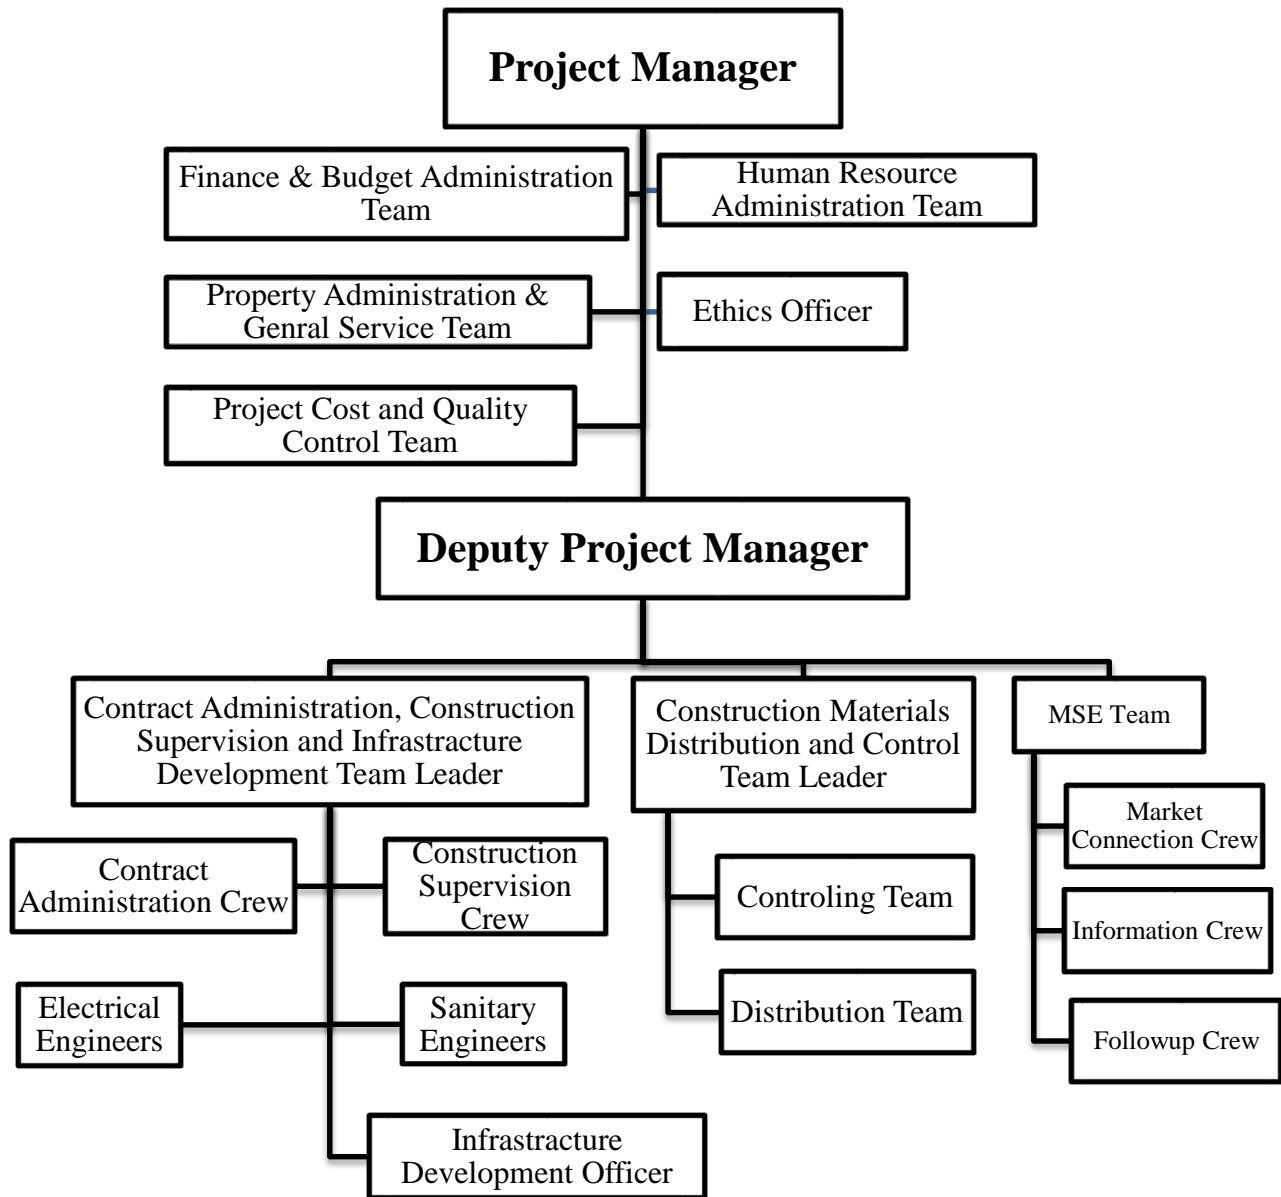 Project Manager
Finance & Budget Administration
Team
Human Resource
Administration Team
Property Administration &
Genral Service Team
Ethics Officer
Project Cost and Quality
Control Team
Deputy Project Manager
Contract Administration, Construction
Supervision and Infrastracture
Development Team Leader
Construction Materials
Distribution and Control
Team Leader
MSE Team
Contract
Administration Crew
Construction
Supervision
Crew
Electrical
Engineers
Sanitary
Engineers
Infrastracture
Development Officer
Controling Team
Distribution Team
Market
Connection Crew
Information Crew
Followup Crew